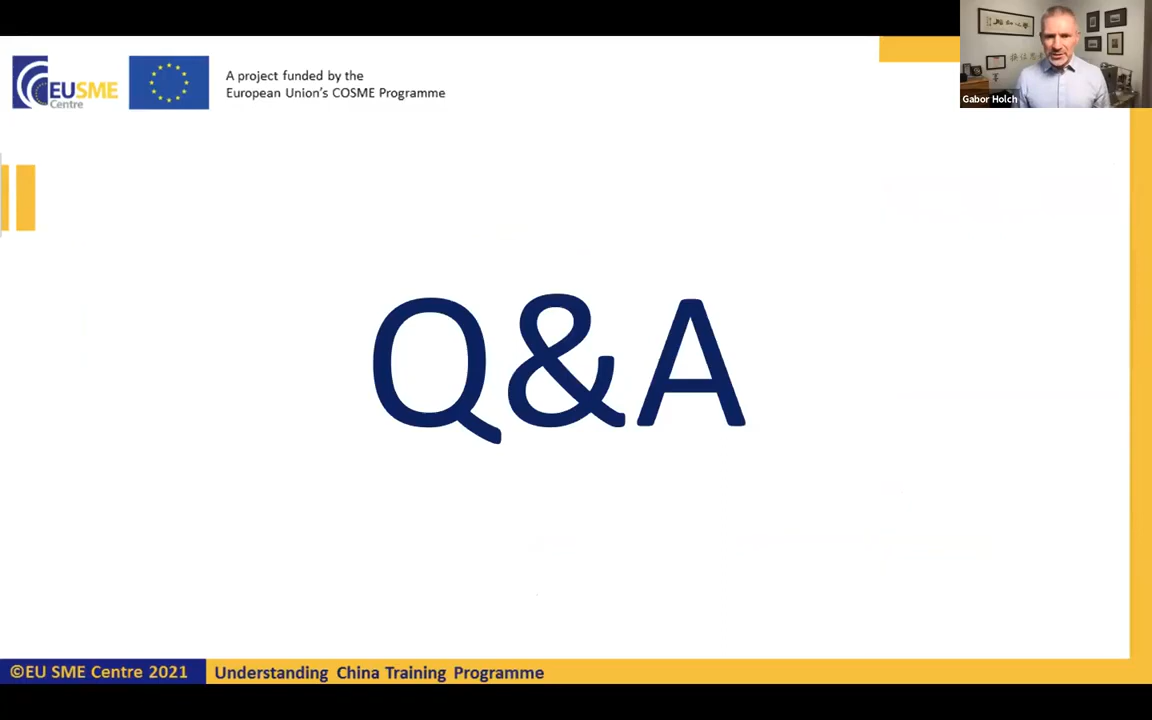 EUSME
Centre
A project funded by the
European Union's COSME Programme
Gabor Holch
Q&A
©EU SME Centre 2021
Understanding China Training Programme